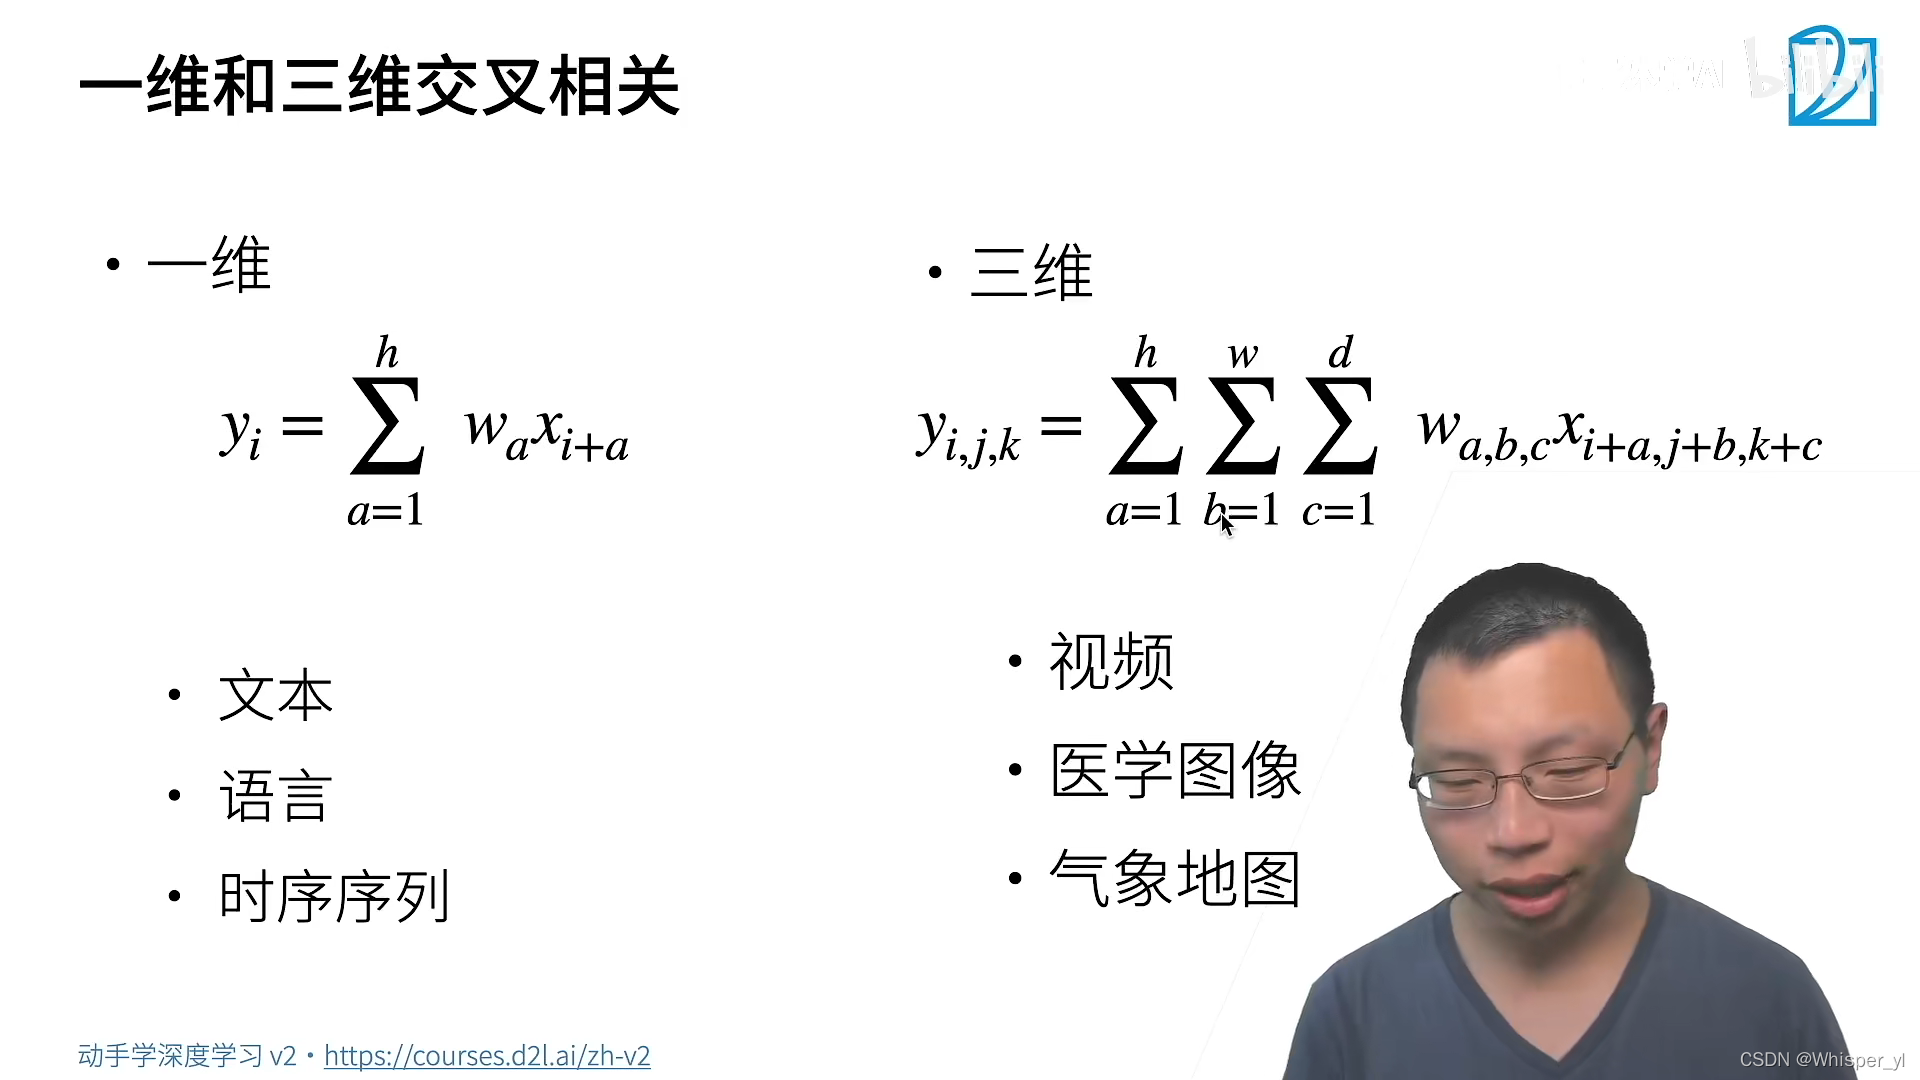 一维和三维交叉相关
bilibili
• 一维
y_i = \sum_{a=1}^{h} w_a x_{i+a}
• 文本
• 语言
• 时序序列
• 三维
y_{i,j,k} = \sum_{a=1}^{h} \sum_{b=1}^{w} \sum_{c=1}^{d} w_{a,b,c} x_{i+a,j+b,k+c}
• 视频
• 医学图像
• 气象地图
动手学深度学习 v2 • https://courses.d2l.ai/zh-v2
CSDN @Whisper_yl